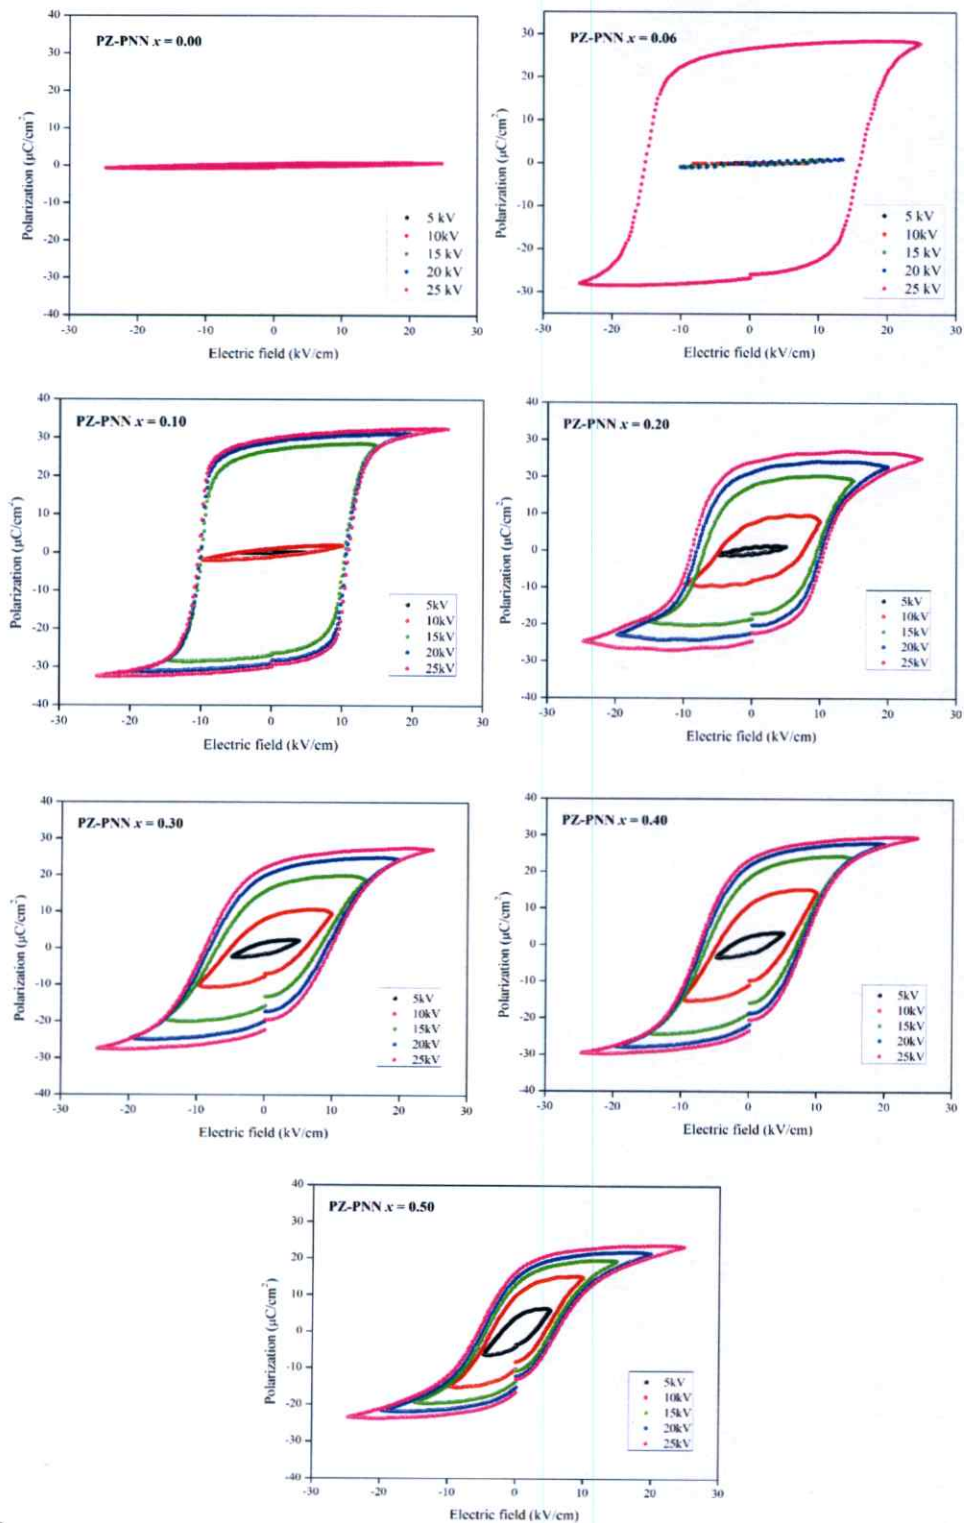 PZ-PNN x = 0.00
40
30
20
10
0
-10
-20
-30
-40
Polarization (μC/cm²)
5 kV
10kV
15 kV
20 kV
25 kV
-30 -20 -10 0 10 20 30
Electric field (kV/cm)
PZ-PNN x = 0.06
30
20
10
0
-10
-20
-30
Polarization (μC/cm²)
5 kV
10kV
15 kV
20 kV
25 kV
-30 -20 -10 0 10 20 30
Electric field (kV/cm)
PZ-PNN x = 0.10
40
30
20
10
0
-10
-20
-30
-40
Polarization (μC/cm²)
5kV
10kV
15kV
20kV
25kV
-30 -20 -10 0 10 20 30
Electric field (kV/cm)
PZ-PNN x = 0.20
40
30
20
10
0
-10
-20
-30
-40
Polarization (μC/cm²)
5kV
10kV
15kV
20kV
25kV
-30 -20 -10 0 10 20 30
Electric field (kV/cm)
PZ-PNN x = 0.30
40
30
20
10
0
-10
-20
-30
-40
Polarization (μC/cm²)
5kV
10kV
15kV
20kV
25kV
-30 -20 -10 0 10 20 30
Electric field (kV/cm)
PZ-PNN x = 0.40
40
30
20
10
0
-10
-20
-30
-40
Polarization (μC/cm²)
5kV
10kV
15kV
20kV
25kV
-30 -20 -10 0 10 20 30
Electric field (kV/cm)
PZ-PNN x = 0.50
40
30
20
10
0
-10
-20
-30
-40
Polarization (μC/cm²)
5kV
10kV
15kV
20kV
25kV
-30 -20 -10 0 10 20 30
Electric field (kV/cm)